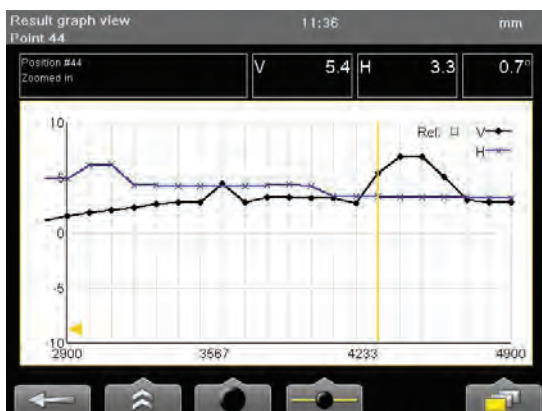 Result graph view 11:36 mm
Point 44
Position #44 V 5.4 H 3.3 0.7°
Zoomed in
10 Ref: V
H
5
0
-5
-10
2900 3567 4233 4900